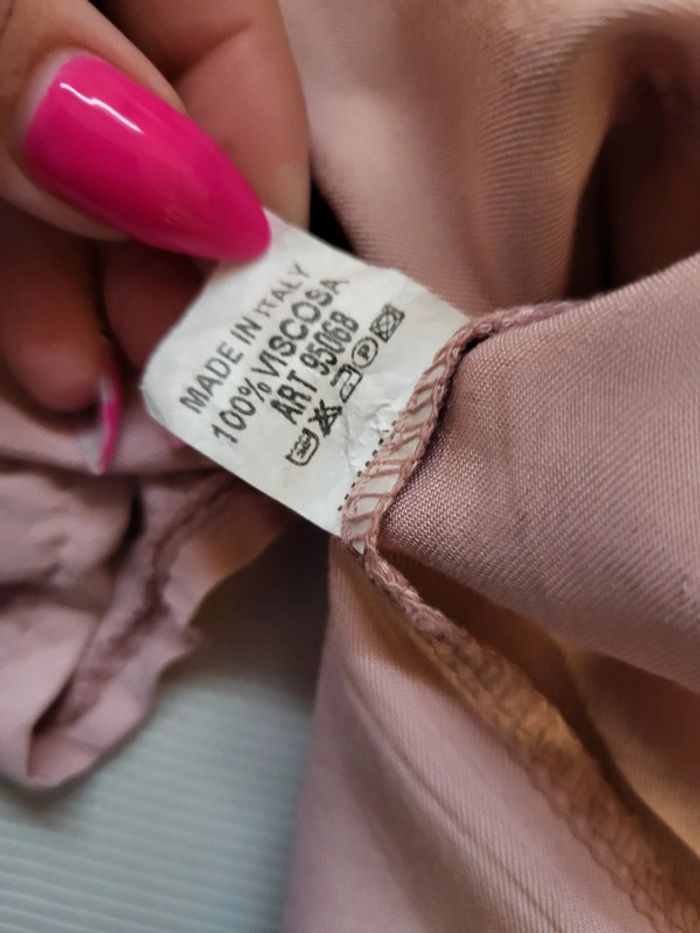 MADE IN ITALY
100% VISCOSA
ART 95068
P